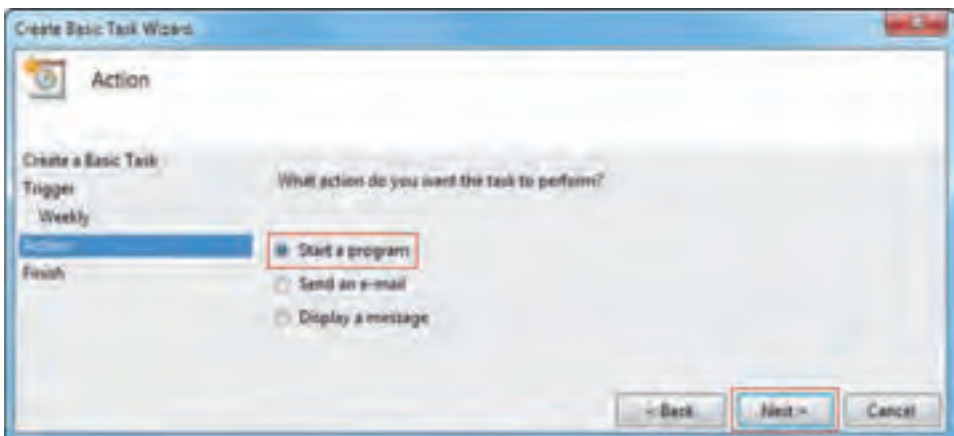 Create Basic Task Wizard
Action
Create a Basic Task
Trigger
Weekly
Action
Finish
What action do you want the task to perform?
Start a program
Send an e-mail
Display a message
< Back
Next >
Cancel